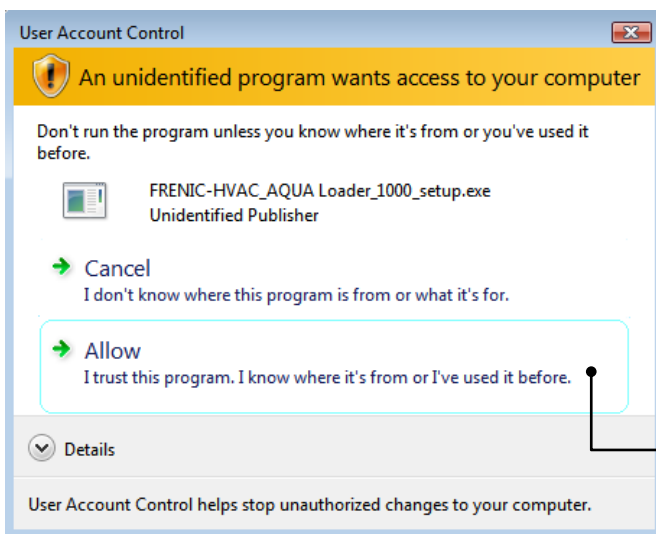 User Account Control
An unidentified program wants access to your computer
Don't run the program unless you know where it's from or you've used it
before.
FRENIC-HVAC_AQUA Loader_1000_setup.exe
Unidentified Publisher
Cancel
I don't know where this program is from or what it's for.
Allow
I trust this program. I know where it's from or I've used it before.
Details
User Account Control helps stop unauthorized changes to your computer.